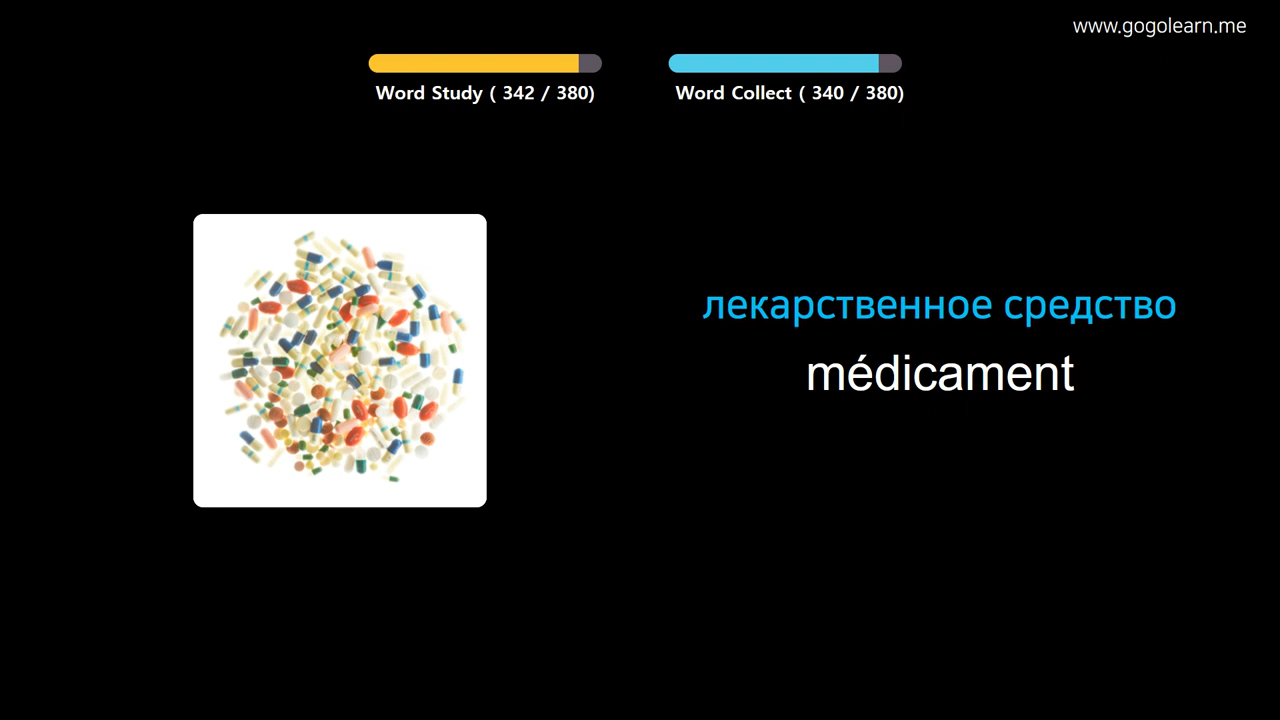 www.gogolearn.me
Word Study ( 342 / 380)
Word Collect ( 340 / 380)
лекарственное средство
médicament